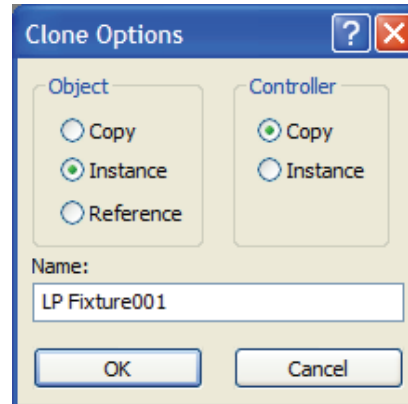 Clone Options
Object
Copy
Instance
Reference
Controller
Copy
Instance
Name:
LP Fixture001
OK
Cancel